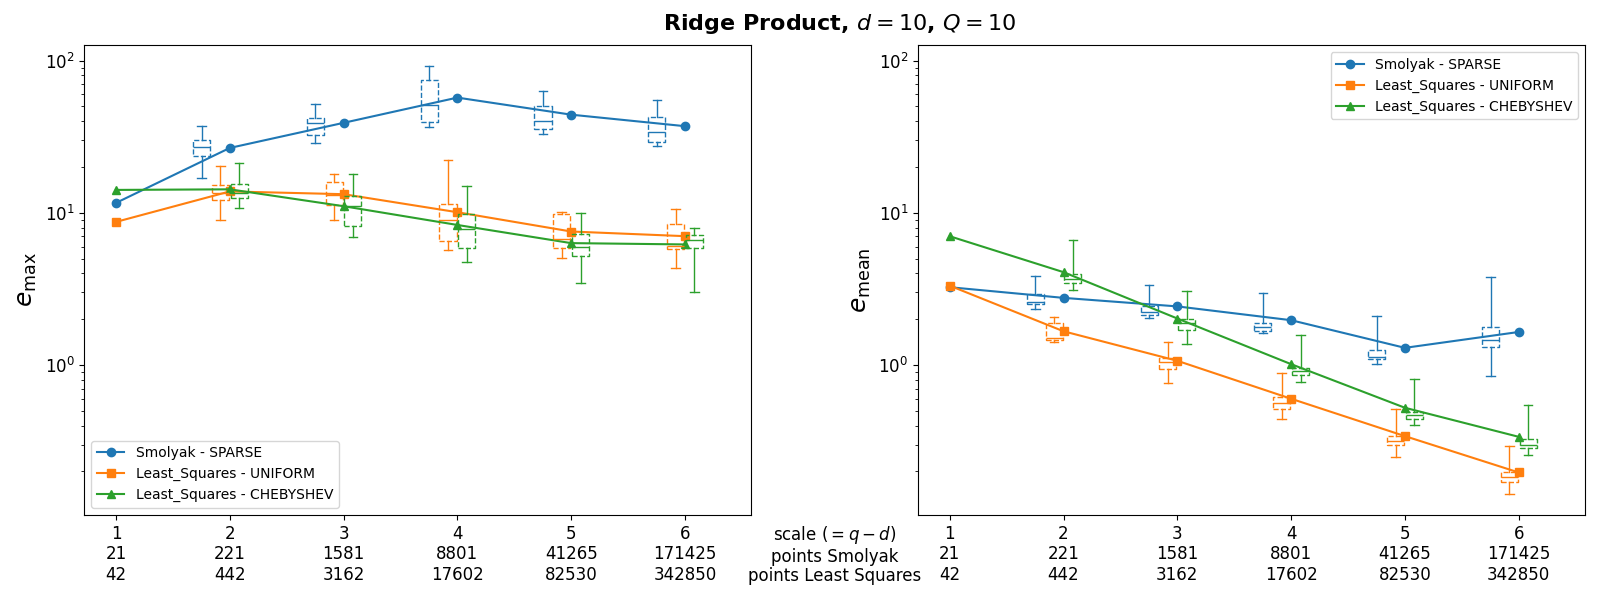 Ridge Product, d = 10, Q = 10
10²
10¹
10⁰
e_max
Smolyak - SPARSE
Least_Squares - UNIFORM
Least_Squares - CHEBYSHEV
10²
10¹
10⁰
e_mean
Smolyak - SPARSE
Least_Squares - UNIFORM
Least_Squares - CHEBYSHEV
1 2 3 4 5 6 scale (= q − d) 1 2 3 4 5 6
21 221 1581 8801 41265 171425 points Smolyak 21 221 1581 8801 41265 171425
42 442 3162 17602 82530 342850 points Least Squares 42 442 3162 17602 82530 342850